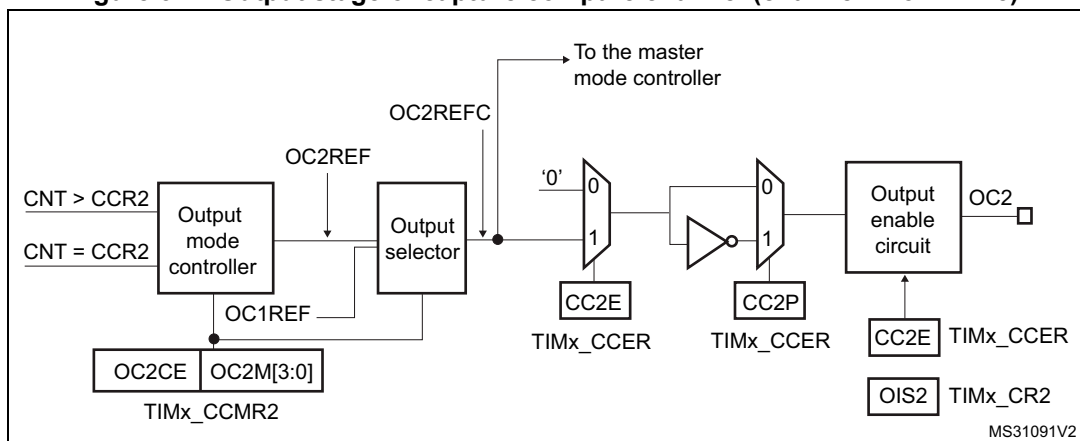 To the master
mode controller
OC2REFC
OC2REF
'0'
0
1
0
1
CNT > CCR2
CNT = CCR2
Output
mode
controller
Output
selector
Output
enable
circuit
OC2
OC1REF
CC2E
TIMx_CCER
CC2P
TIMx_CCER
CC2E
TIMx_CCER
OIS2
TIMx_CR2
OC2CE
OC2M[3:0]
TIMx_CCMR2
MS31091V2